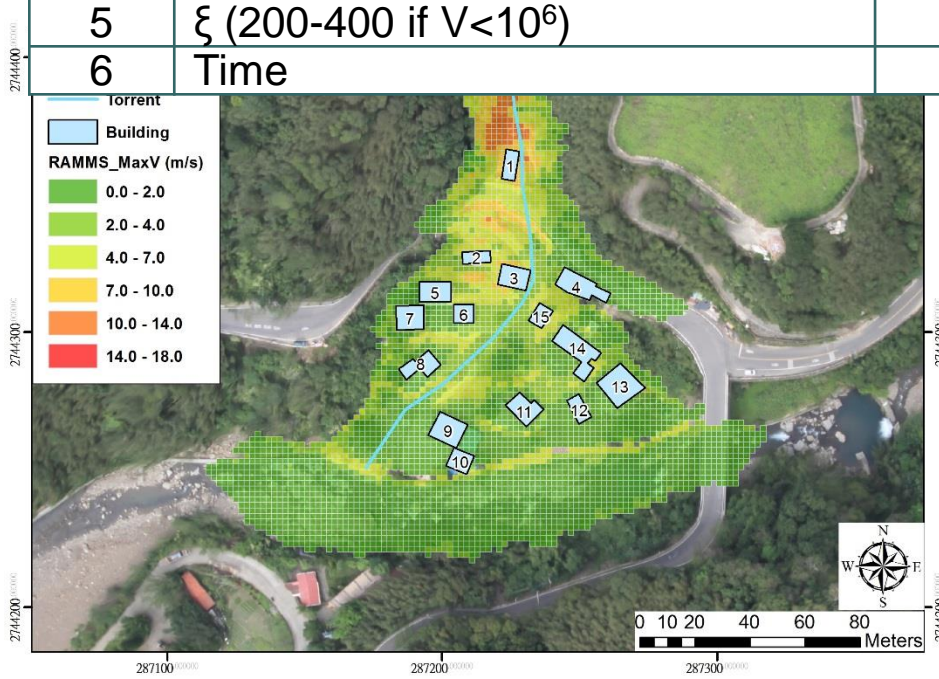 5 ξ (200-400 if V<10⁶)
6 Time
Torrent
Building
RAMMS_MaxV (m/s)
0.0 - 2.0
2.0 - 4.0
4.0 - 7.0
7.0 - 10.0
10.0 - 14.0
14.0 - 18.0
1
2
3
4
5
6
7
15
14
8
13
11
12
9
10
2744400
2744300
2744200
287100
287200
287300
N
W E
S
0 10 20 40 60 80
Meters